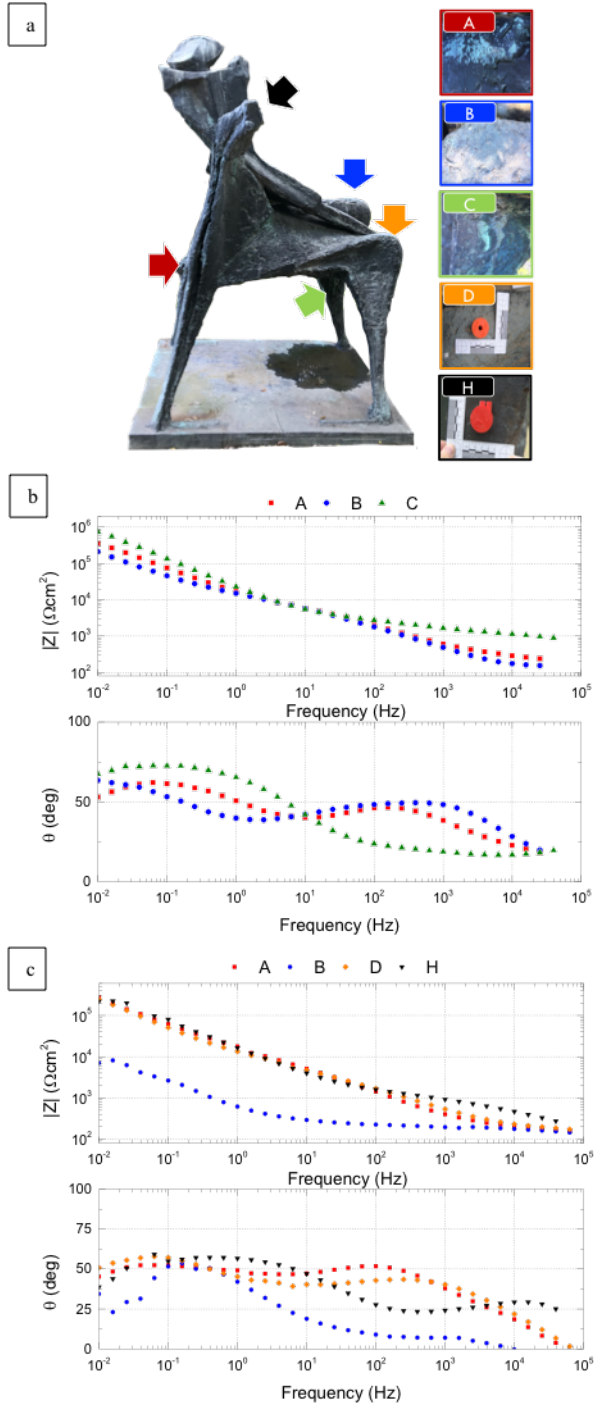 a
A
B
C
D
H
b
A B C
|Z| (Ωcm²)
10⁶
10⁵
10⁴
10³
10²
10⁻² 10⁻¹ 10⁰ 10¹ 10² 10³ 10⁴ 10⁵
Frequency (Hz)
θ (deg)
100
50
0
10⁻² 10⁻¹ 10⁰ 10¹ 10² 10³ 10⁴ 10⁵
Frequency (Hz)
c
A B D H
|Z| (Ωcm²)
10⁵
10⁴
10³
10²
10⁻² 10⁻¹ 10⁰ 10¹ 10² 10³ 10⁴ 10⁵
Frequency (Hz)
θ (deg)
100
75
50
25
0
10⁻² 10⁻¹ 10⁰ 10¹ 10² 10³ 10⁴ 10⁵
Frequency (Hz)